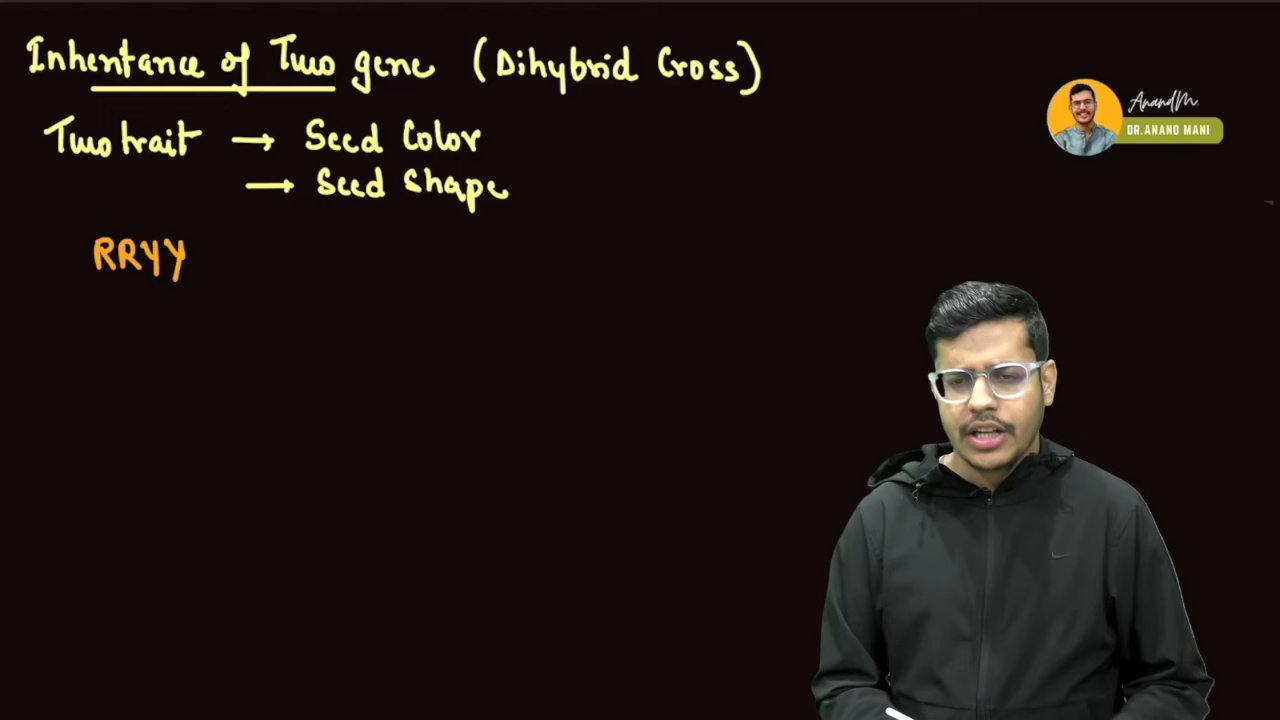 Inheritance of Two gene (Dihybrid Cross)
Two trait → Seed Color
→ Seed Shape
RRYY
AnandM.
DR.ANAND MANI